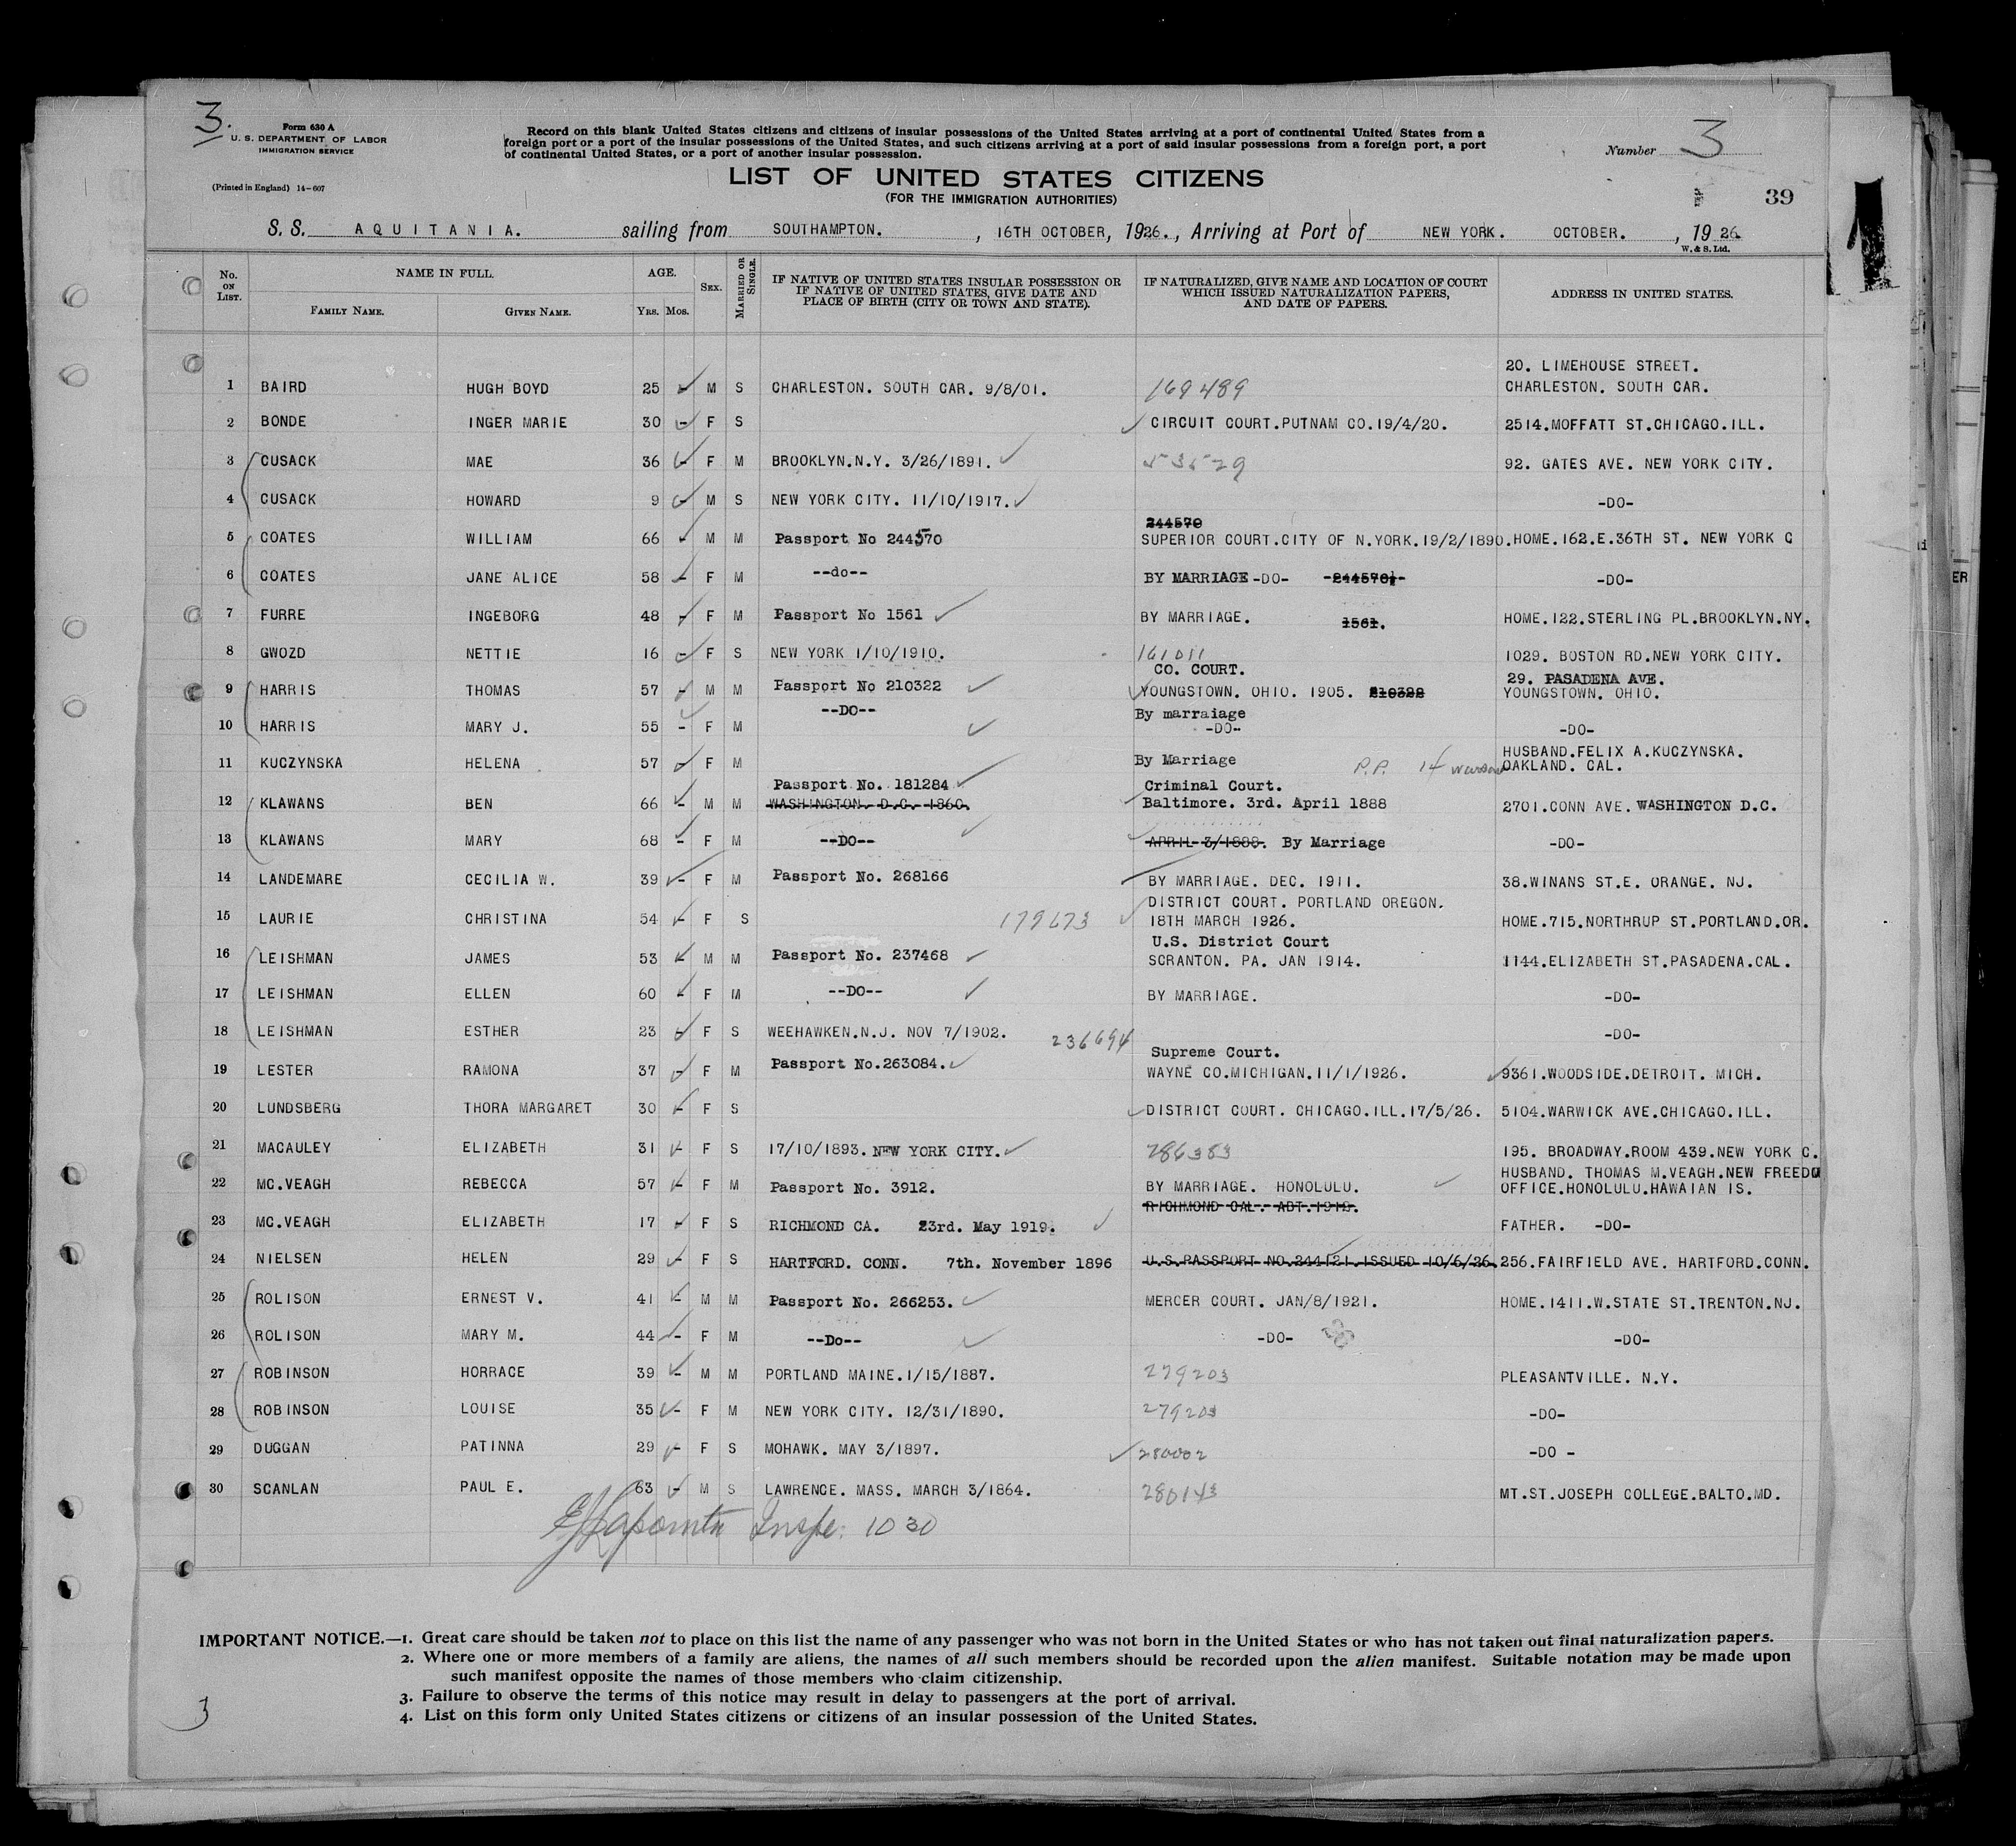 3.
Form 630 A
U. S. DEPARTMENT OF LABOR
IMMIGRATION SERVICE
(Printed in England) 14-607
Record on this blank United States citizens and citizens of insular possessions of the United States arriving at a port of continental United States from a
foreign port or a port of the insular possessions of the United States, and such citizens arriving at a port of said insular possessions from a foreign port, a port
of continental United States, or a port of another insular possession.
Number 3
LIST OF UNITED STATES CITIZENS
(FOR THE IMMIGRATION AUTHORITIES)
39
S. S. AQUITANIA. sailing from SOUTHAMPTON. , 16TH OCTOBER, 1926., Arriving at Port of NEW YORK. OCTOBER. , 1926
W. & S. Ltd.
No. ON LIST. NAME IN FULL. AGE. SEX. MARRIED OR SINGLE. IF NATIVE OF UNITED STATES INSULAR POSSESSION OR IF NATIVE OF UNITED STATES, GIVE DATE AND PLACE OF BIRTH (CITY OR TOWN AND STATE). IF NATURALIZED, GIVE NAME AND LOCATION OF COURT WHICH ISSUED NATURALIZATION PAPERS, AND DATE OF PAPERS. ADDRESS IN UNITED STATES.
FAMILY NAME. GIVEN NAME. YRS. MOS.
20. LIMEHOUSE STREET.
1 BAIRD HUGH BOYD 25 - M S CHARLESTON. SOUTH CAR. 9/8/01. 169489 CHARLESTON. SOUTH CAR.
2 BONDE INGER MARIE 30 - F S CIRCUIT COURT.PUTNAM CO.19/4/20. 2514.MOFFATT ST.CHICAGO.ILL.
3 CUSACK MAE 36 - F M BROOKLYN.N.Y. 3/26/1891. 53529 92. GATES AVE. NEW YORK CITY.
4 CUSACK HOWARD 9 - M S NEW YORK CITY. 11/10/1917. -DO-
244570
5 COATES WILLIAM 66 - M M Passport No 244570 SUPERIOR COURT.CITY OF N.YORK.19/2/1890. HOME.162.E.36TH ST. NEW YORK C
6 COATES JANE ALICE 58 - F M --do-- BY MARRIAGE -DO- -244570- -DO-
7 FURRE INGEBORG 48 - F M Passport No 1561 BY MARRIAGE. 1561. HOME.122.STERLING PL.BROOKLYN.NY.
8 GWOZD NETTIE 16 - F S NEW YORK 1/10/1910. 161011 1029. BOSTON RD.NEW YORK CITY.
CO. COURT. 29. PASADENA AVE.
9 HARRIS THOMAS 57 - M M Passport No 210322 YOUNGSTOWN. OHIO. 1905. 210322 YOUNGSTOWN. OHIO.
--DO-- By marraiage
10 HARRIS MARY J. 55 - F M -DO- -DO-
HUSBAND.FELIX A.KUCZYNSKA.
11 KUCZYNSKA HELENA 57 - F M By Marriage P.P. 14 OAKLAND. CAL.
Passport No. 181284 Criminal Court.
12 KLAWANS BEN 66 - M M WASHINGTON. D.C. 1860. Baltimore. 3rd. April 1888 2701.CONN AVE. WASHINGTON D.C.
13 KLAWANS MARY 68 - F M --DO-- APRIL 3/1888. By Marriage -DO-
14 LANDEMARE CECILIA W. 39 - F M Passport No. 268166 BY MARRIAGE. DEC. 1911. 38.WINANS ST.E. ORANGE. NJ.
DISTRICT COURT. PORTLAND OREGON.
15 LAURIE CHRISTINA 54 - F S 179673 18TH MARCH 1926. HOME.715.NORTHRUP ST.PORTLAND.OR.
U.S. District Court
16 LEISHMAN JAMES 53 - M M Passport No. 237468 SCRANTON. PA. JAN 1914. 1144.ELIZABETH ST.PASADENA.CAL.
17 LEISHMAN ELLEN 60 - F M --DO-- BY MARRIAGE. -DO-
18 LEISHMAN ESTHER 23 - F S WEEHAWKEN.N.J. NOV 7/1902. 236694 -DO-
Supreme Court.
19 LESTER RAMONA 37 - F M Passport No.263084. WAYNE CO.MICHIGAN.11/1/1926. 9361.WOODSIDE.DETROIT. MICH.
20 LUNDSBERG THORA MARGARET 30 - F S DISTRICT COURT. CHICAGO.ILL.17/5/26. 5104.WARWICK AVE.CHICAGO.ILL.
21 MACAULEY ELIZABETH 31 - F S 17/10/1893. NEW YORK CITY. 286383 195. BROADWAY.ROOM 439.NEW YORK C.
HUSBAND. THOMAS M.VEAGH.NEW FREEDO
22 MC.VEAGH REBECCA 57 - F M Passport No. 3912. BY MARRIAGE. HONOLULU. OFFICE.HONOLULU.HAWAIAN IS.
RICHMOND CAL. ADT.1919.
23 MC.VEAGH ELIZABETH 17 - F S RICHMOND CA. 23rd. May 1919. FATHER. -DO-
24 NIELSEN HELEN 29 - F S HARTFORD. CONN. 7th. November 1896 U.S.PASSPORT NO.244121.ISSUED 10/6/26. 256.FAIRFIELD AVE. HARTFORD.CONN.
25 ROLISON ERNEST V. 41 - M M Passport No. 266253. MERCER COURT. JAN/8/1921. HOME.1411.W.STATE ST.TRENTON.NJ.
26 ROLISON MARY M. 44 - F M --Do-- -DO- -DO-
27 ROBINSON HORRACE 39 - M M PORTLAND MAINE.1/15/1887. 279203 PLEASANTVILLE. N.Y.
28 ROBINSON LOUISE 35 - F M NEW YORK CITY. 12/31/1890. 279203 -DO-
29 DUGGAN PATINNA 29 - F S MOHAWK. MAY 3/1897. 280002 -DO -
30 SCANLAN PAUL E. 63 - M S LAWRENCE. MASS. MARCH 3/1864. 280143 MT.ST.JOSEPH COLLEGE.BALTO.MD.
Inspe. 1030
IMPORTANT NOTICE.—1. Great care should be taken not to place on this list the name of any passenger who was not born in the United States or who has not taken out final naturalization papers.
2. Where one or more members of a family are aliens, the names of all such members should be recorded upon the alien manifest. Suitable notation may be made upon
such manifest opposite the names of those members who claim citizenship.
3. Failure to observe the terms of this notice may result in delay to passengers at the port of arrival.
4. List on this form only United States citizens or citizens of an insular possession of the United States.
3